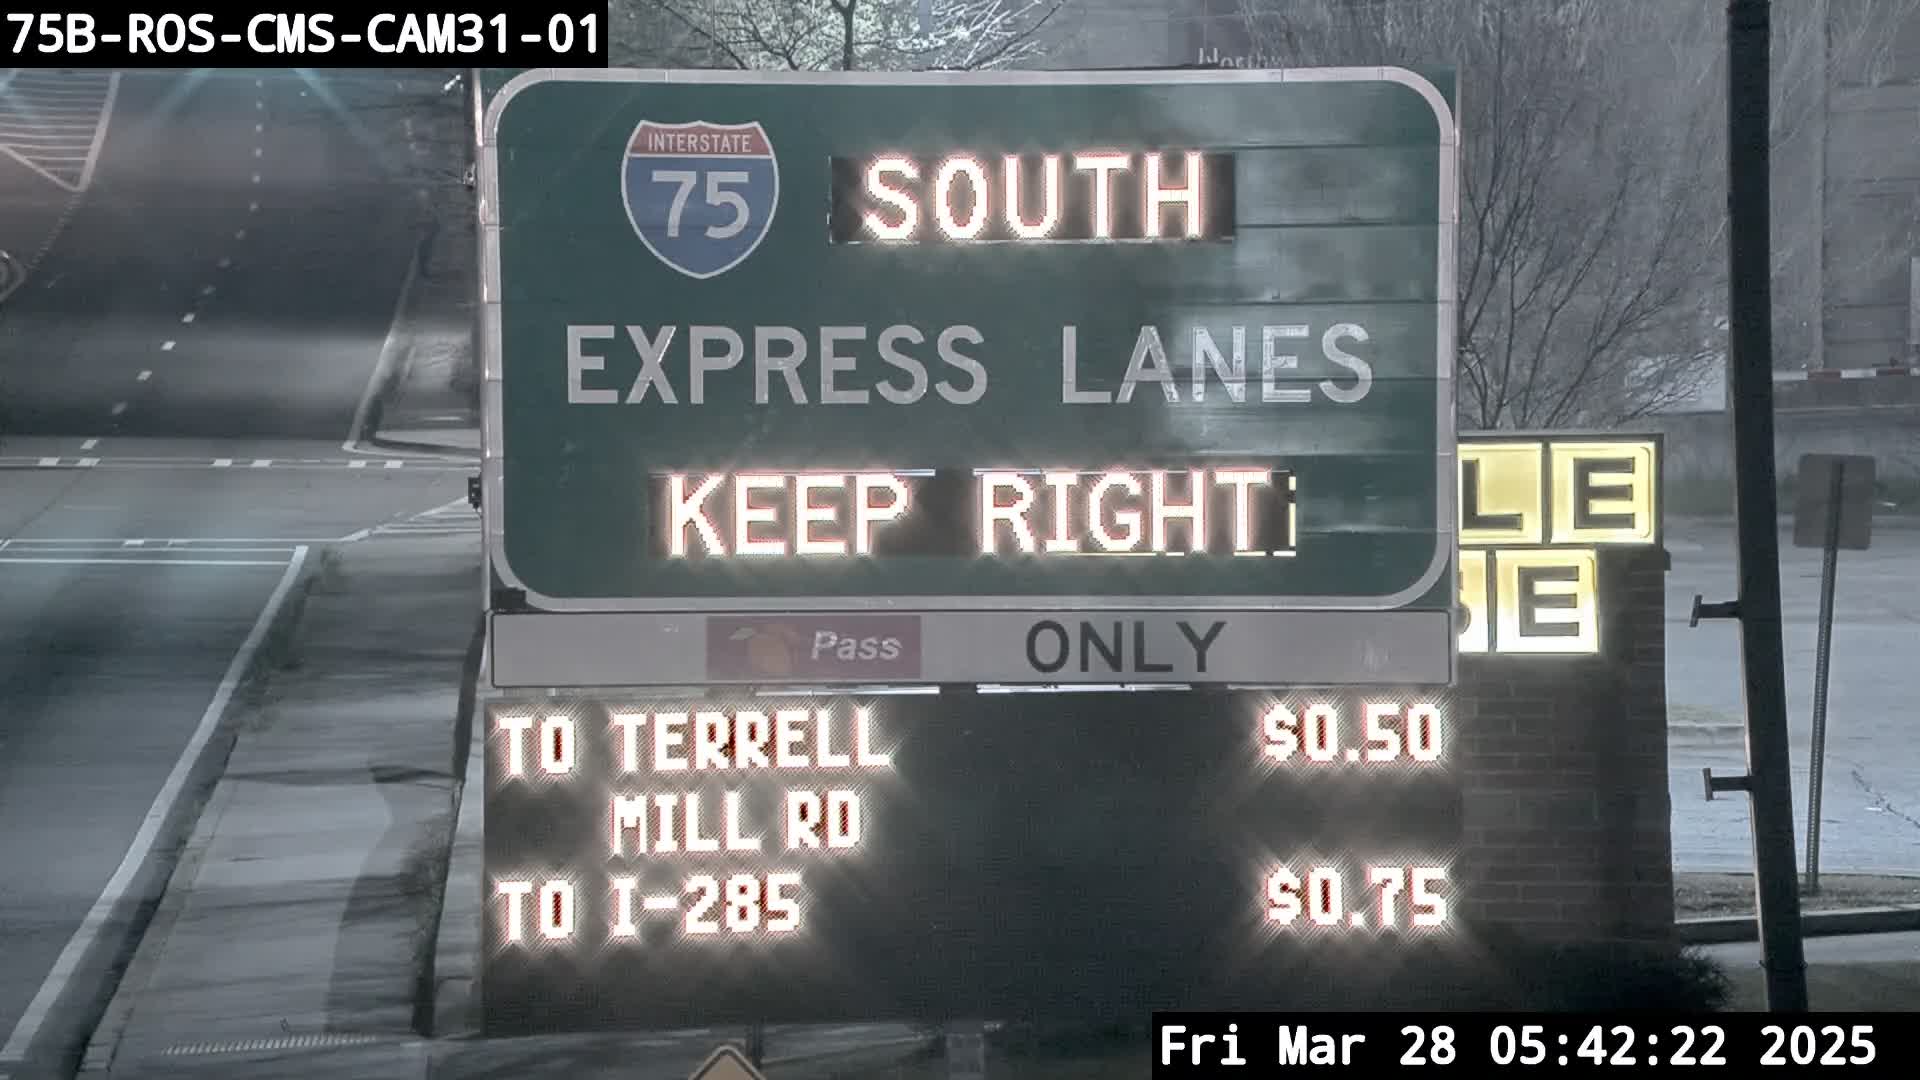 75B-ROS-CMS-CAM31-01
INTERSTATE
75
SOUTH
EXPRESS LANES
KEEP RIGHT
LE
E
Pass ONLY
TO TERRELL $0.50
MILL RD
TO I-285 $0.75
Fri Mar 28 05:42:22 2025